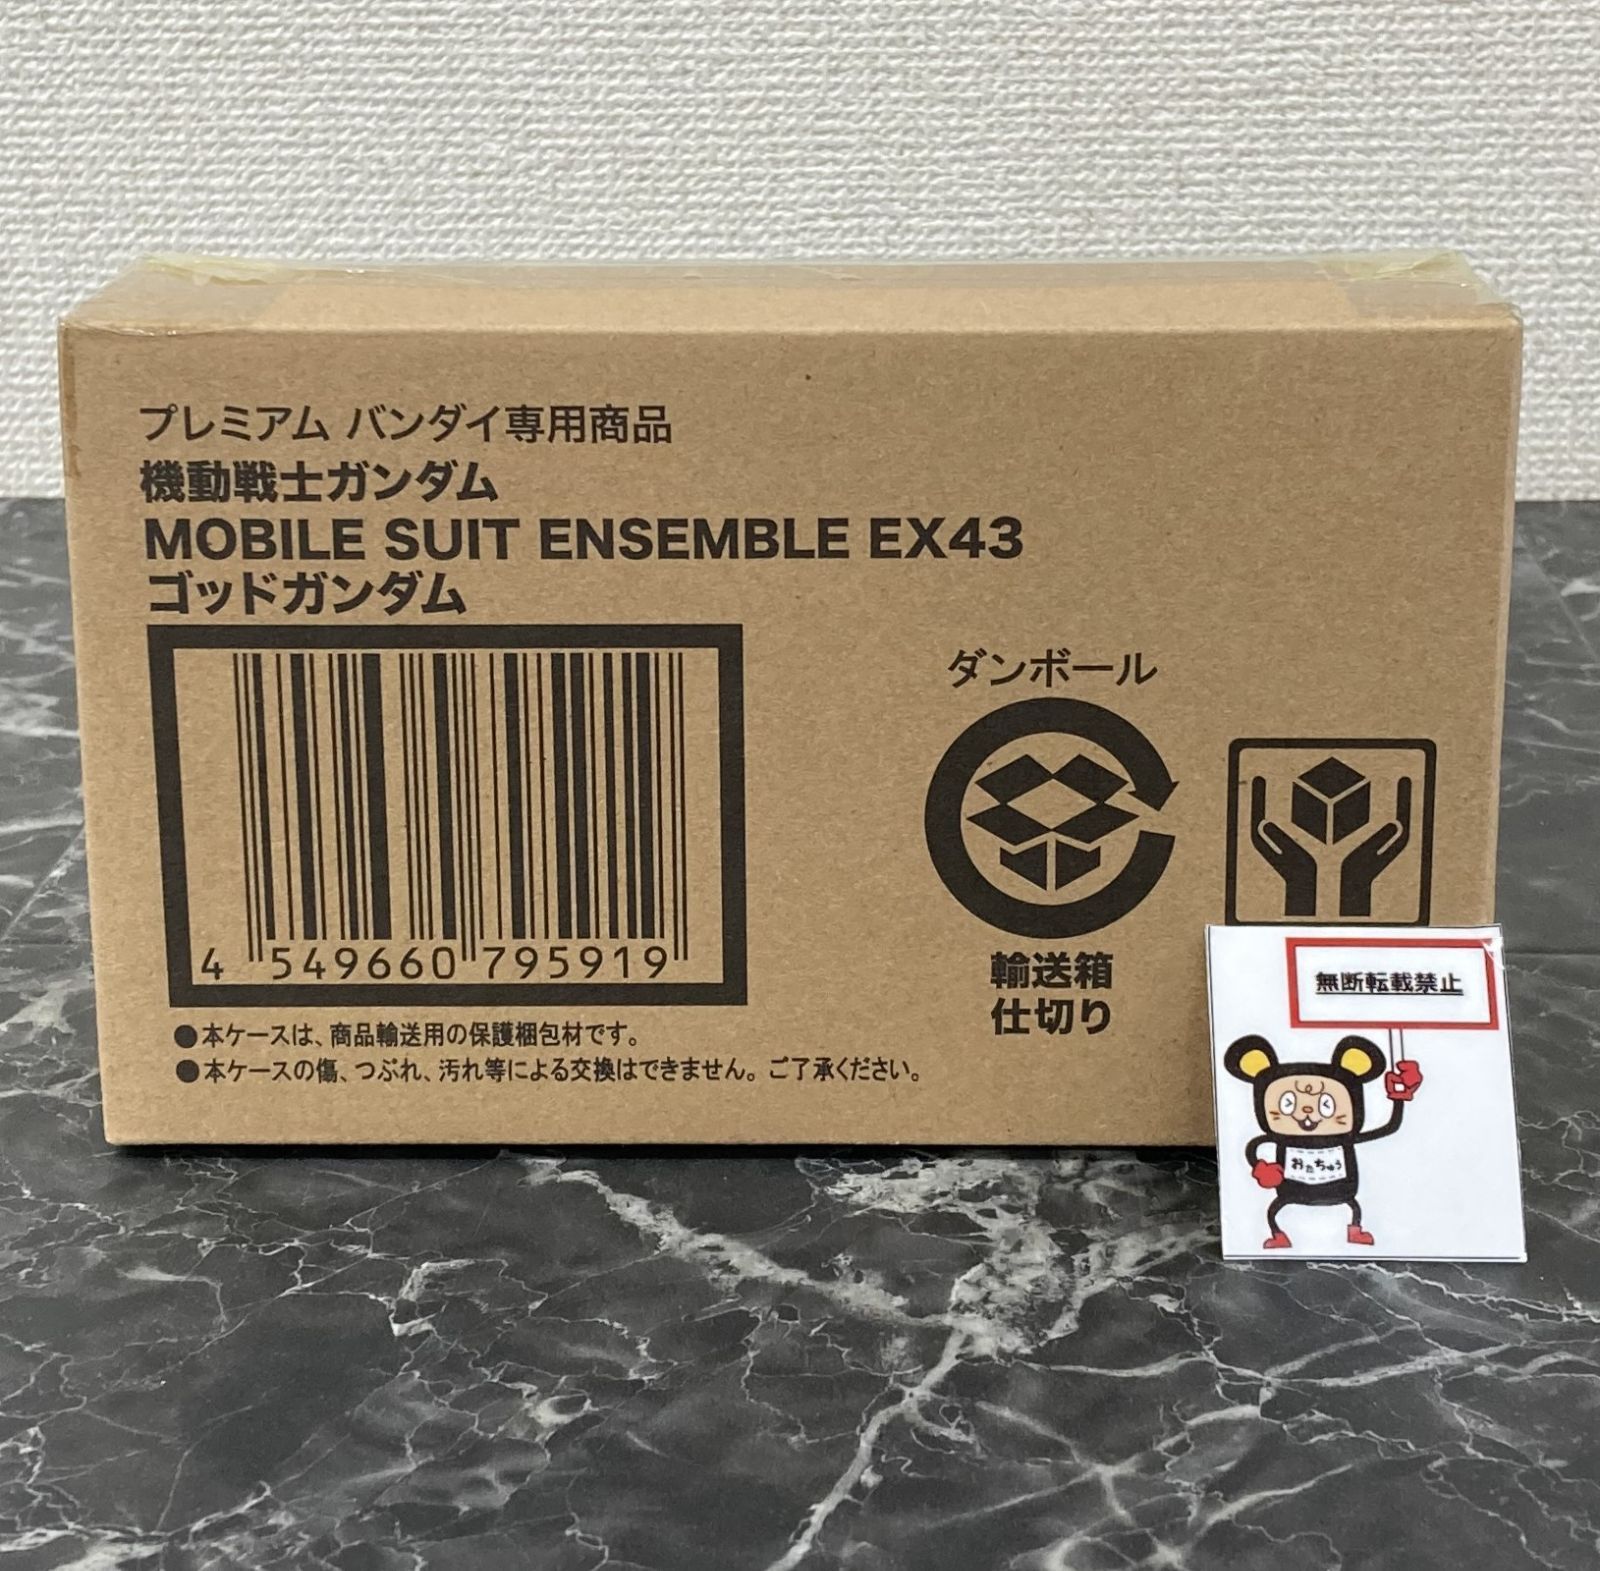 プレミアム バンダイ専用商品
機動戦士ガンダム
MOBILE SUIT ENSEMBLE EX43
ゴッドガンダム
ダンボール
4 549660 795919
輸送箱
仕切り
●本ケースは、商品輸送用の保護梱包材です。
●本ケースの傷、つぶれ、汚れ等による交換はできません。ご了承ください。
無断転載禁止
おたちゅう